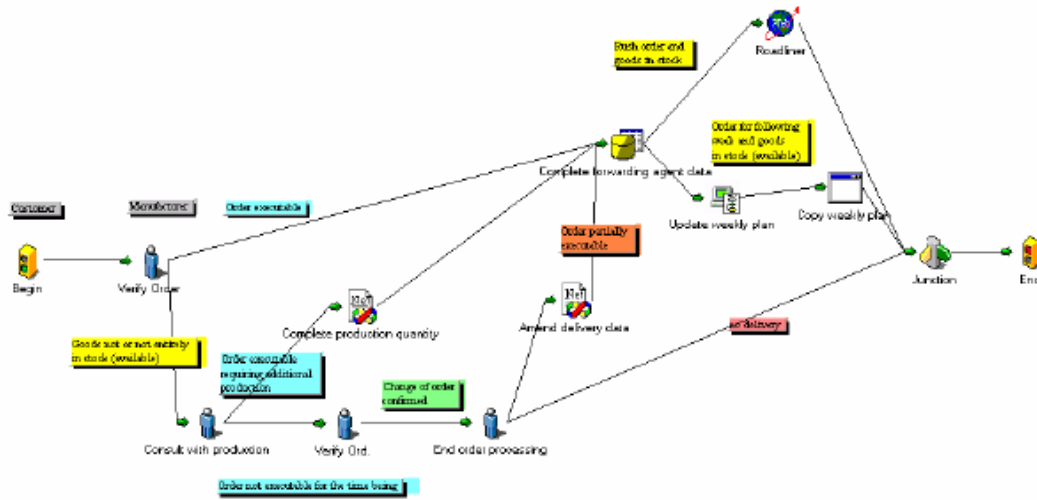 Rush order and
goods in stock
Roadliner
Order for following
week and goods
in stock (available)
Complete forwarding agent data
Customer
Manufacturer
Order executable
Update weekly plan
Copy weekly plan
Order partially
executable
Begin
Verify Order
Junction
End
Net
Net
Complete production quantity
Amend delivery data
no delivery
Goods not or not entirely
in stock (available)
Order executable
requiring additional
production
Change of order
confirmed
Consult with production
Verify Ord.
End order processing
Order not executable for the time being